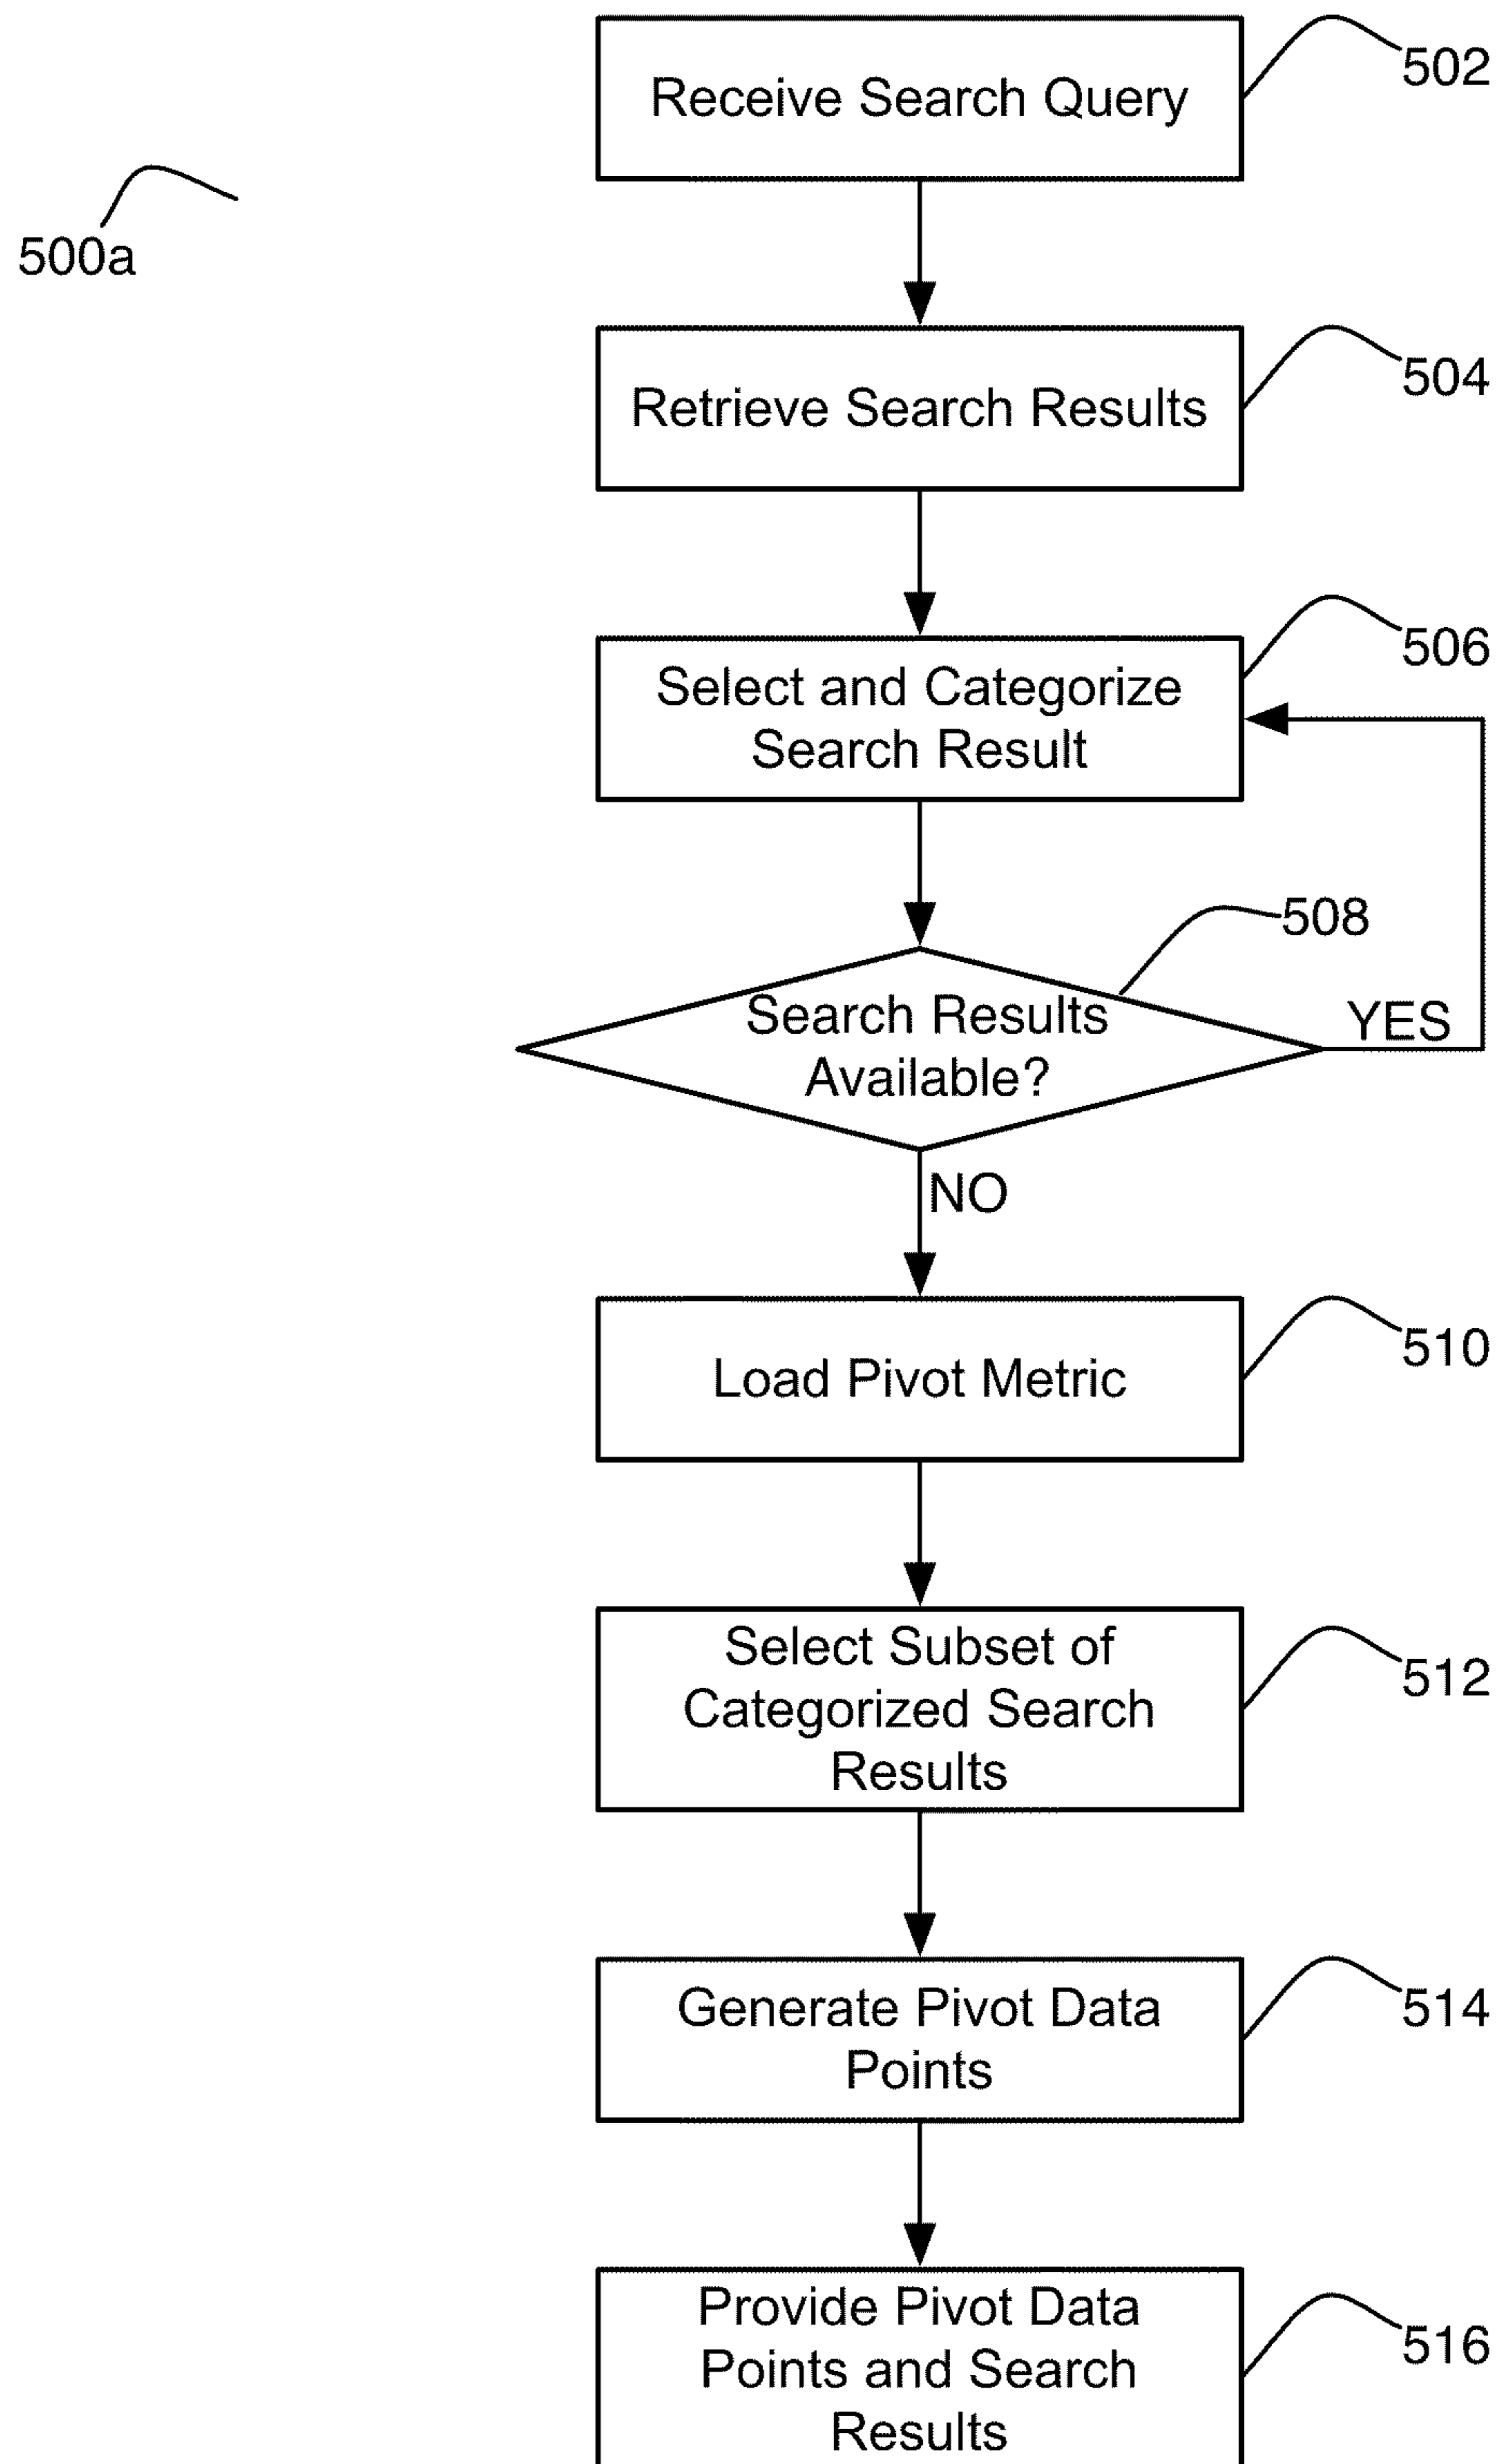 Receive Search Query
502
500a
Retrieve Search Results
504
Select and Categorize
Search Result
506
508
Search Results
Available?
YES
NO
Load Pivot Metric
510
Select Subset of
Categorized Search
Results
512
Generate Pivot Data
Points
514
Provide Pivot Data
Points and Search
Results
516